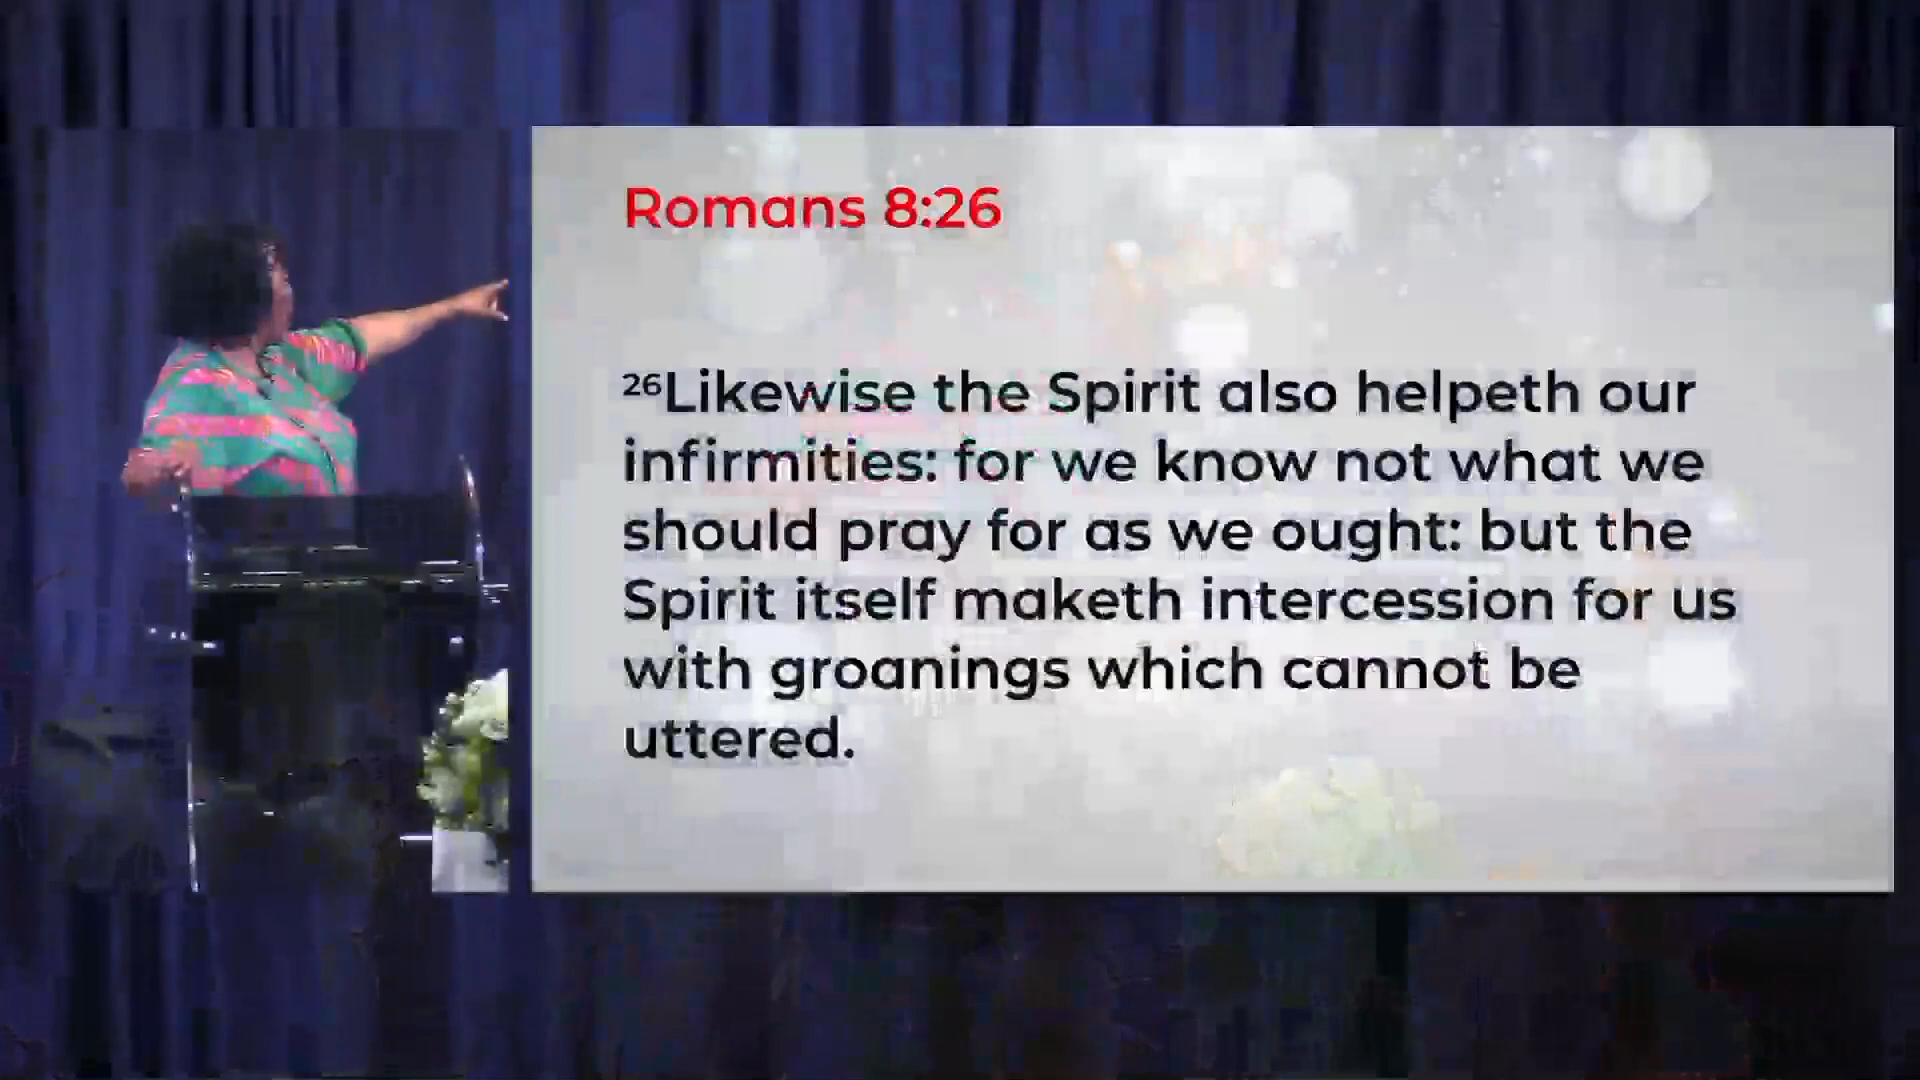 Romans 8:26
26Likewise the Spirit also helpeth our
infirmities: for we know not what we
should pray for as we ought: but the
Spirit itself maketh intercession for us
with groanings which cannot be
uttered.